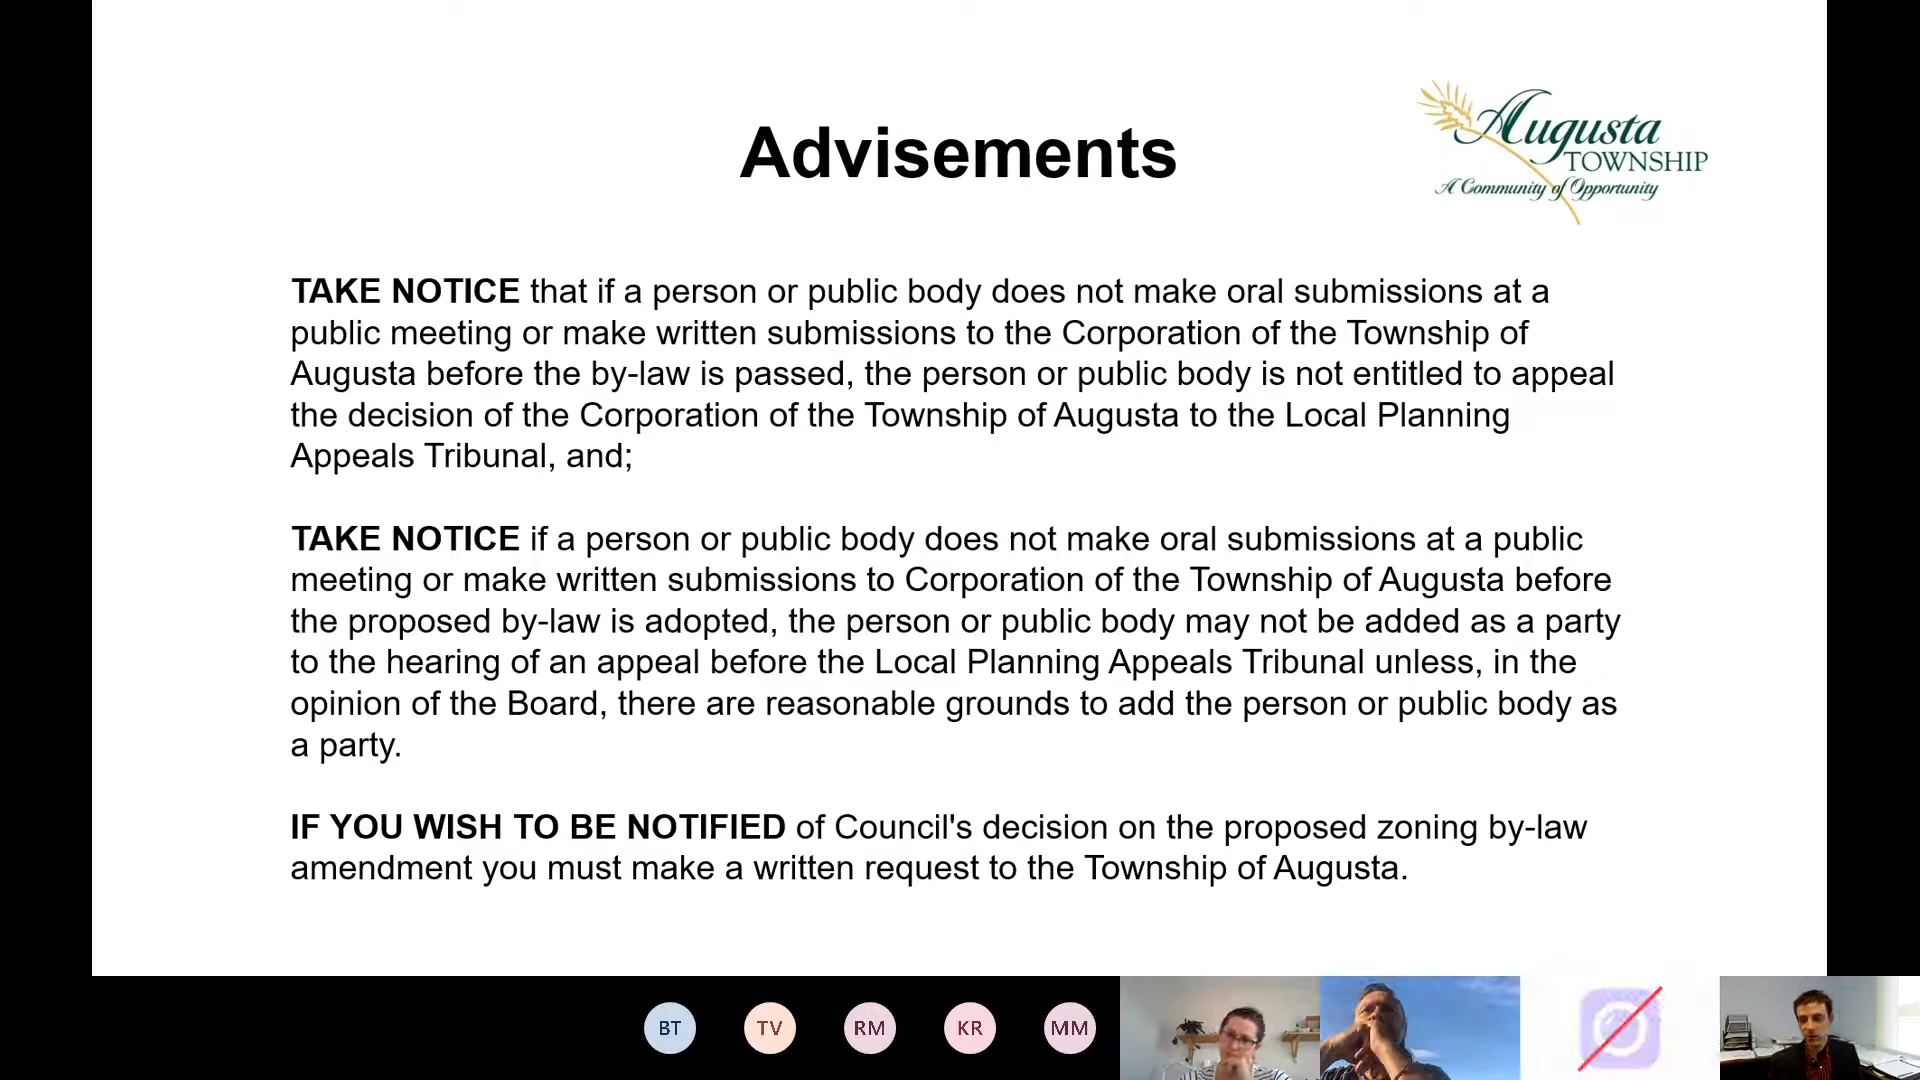 Advisements
Augusta
TOWNSHIP
A Community of Opportunity
TAKE NOTICE that if a person or public body does not make oral submissions at a
public meeting or make written submissions to the Corporation of the Township of
Augusta before the by-law is passed, the person or public body is not entitled to appeal
the decision of the Corporation of the Township of Augusta to the Local Planning
Appeals Tribunal, and;
TAKE NOTICE if a person or public body does not make oral submissions at a public
meeting or make written submissions to Corporation of the Township of Augusta before
the proposed by-law is adopted, the person or public body may not be added as a party
to the hearing of an appeal before the Local Planning Appeals Tribunal unless, in the
opinion of the Board, there are reasonable grounds to add the person or public body as
a party.
IF YOU WISH TO BE NOTIFIED of Council's decision on the proposed zoning by-law
amendment you must make a written request to the Township of Augusta.
BT TV RM KR MM